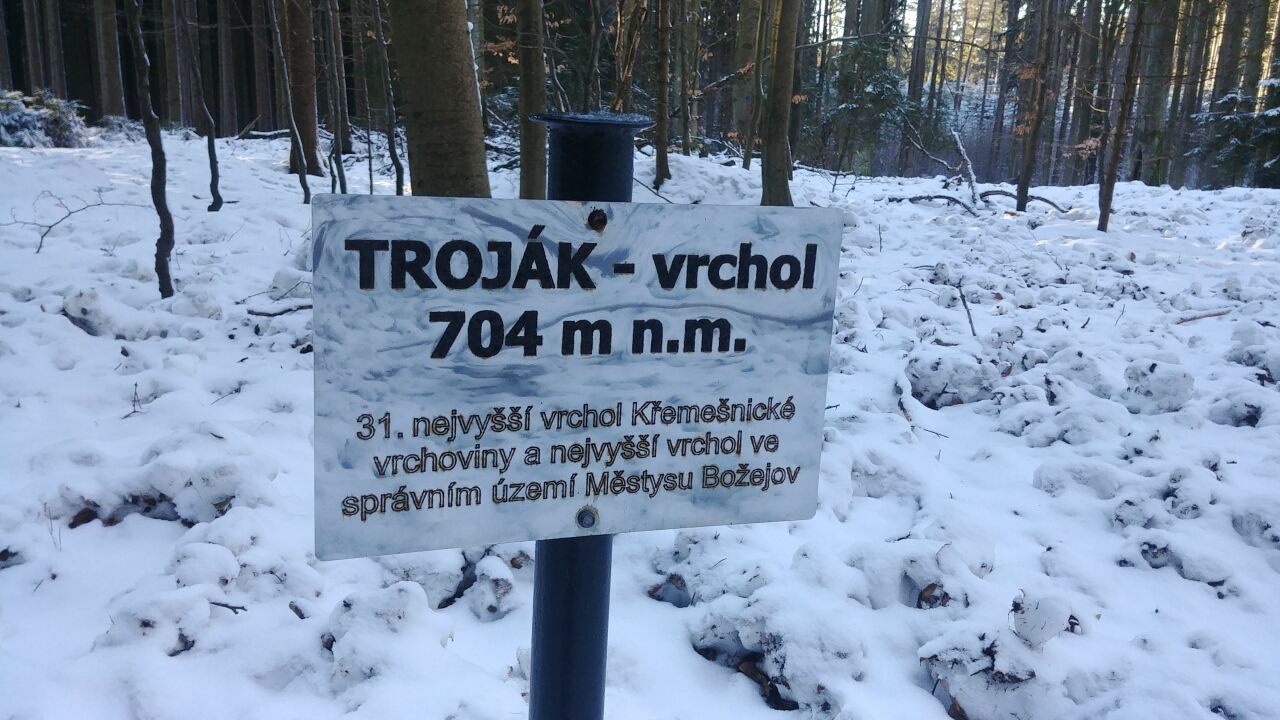 TROJÁK - vrchol
704 m n.m.
31. nejvyšší vrchol Křemešnické
vrchoviny a nejvyšší vrchol ve
správním území Městysu Božejov